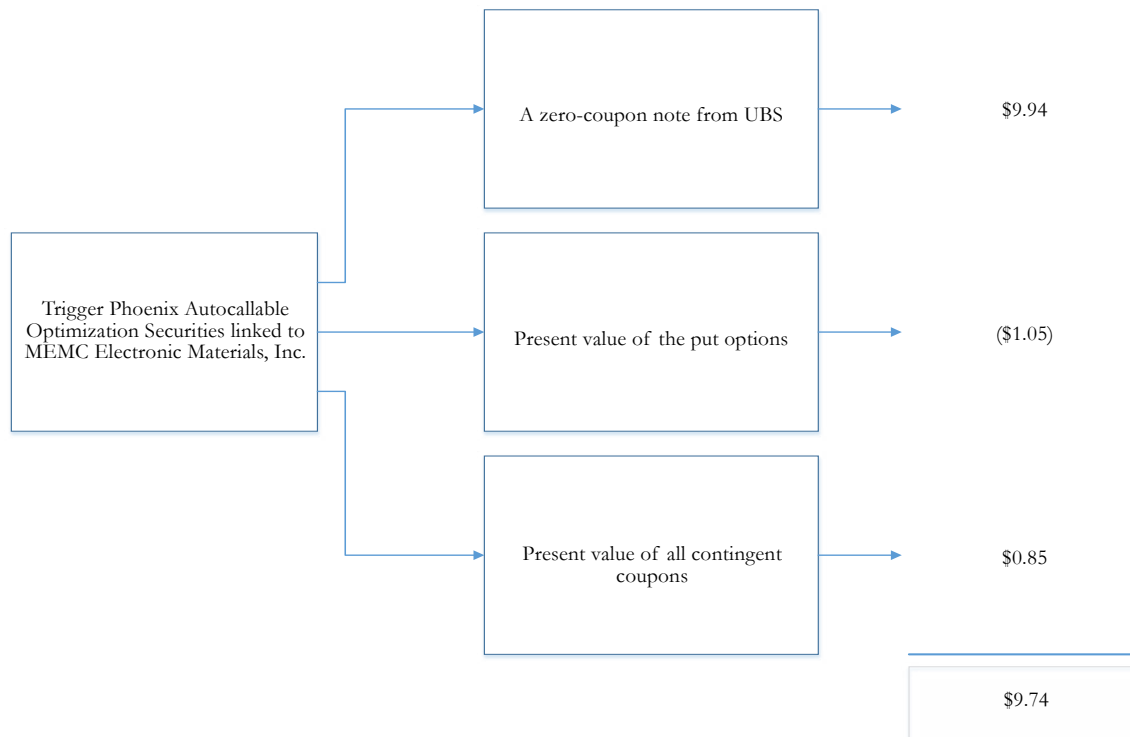 A zero-coupon note from UBS
$9.94
Trigger Phoenix Autocallable
Optimization Securities linked to
MEMC Electronic Materials, Inc.
Present value of the put options
($1.05)
Present value of all contingent
coupons
$0.85
$9.74